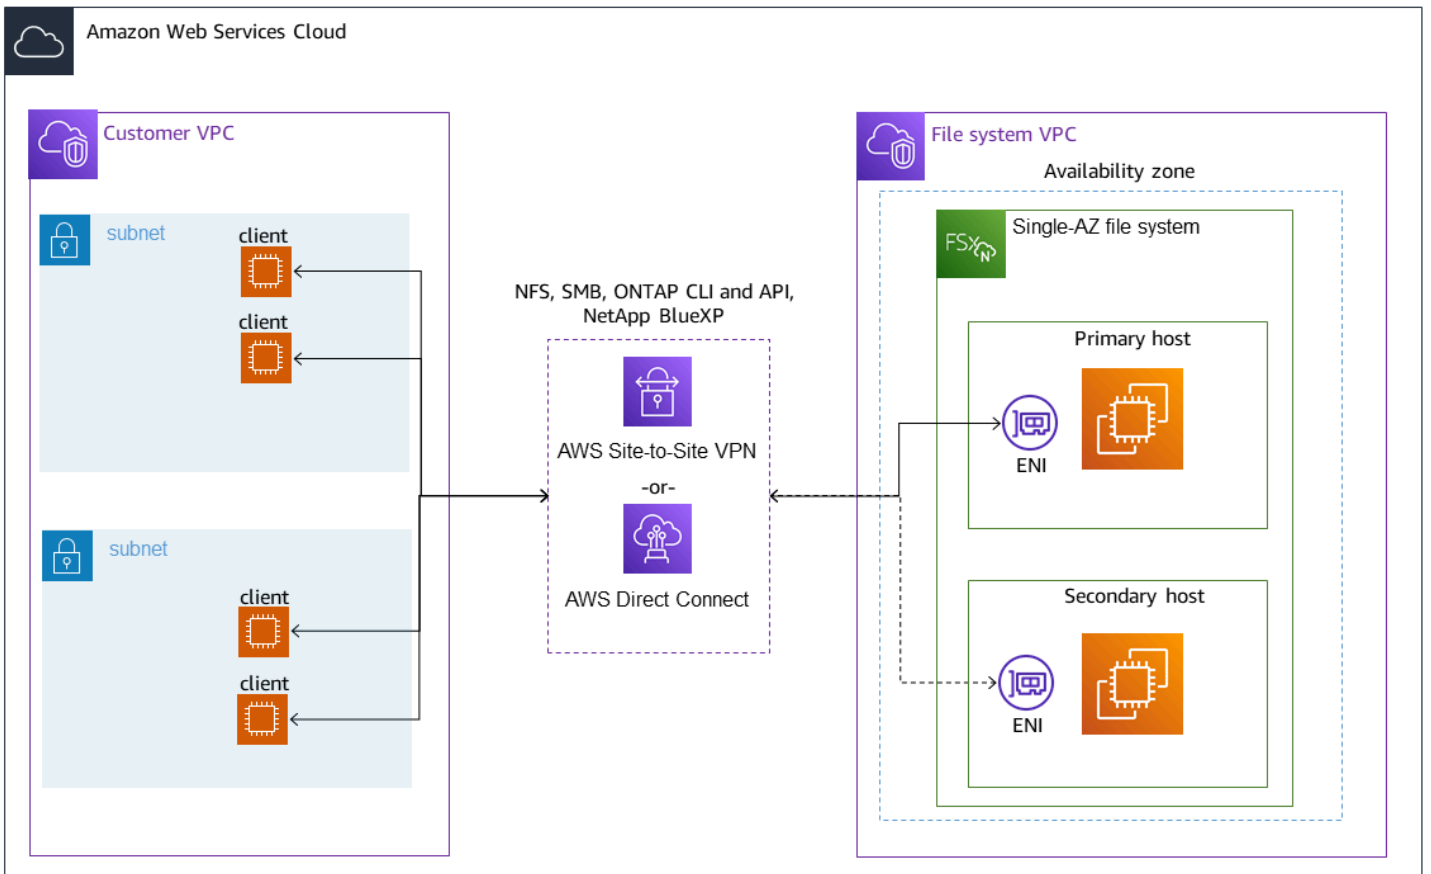 Amazon Web Services Cloud
Customer VPC
subnet
client
client
subnet
client
client
NFS, SMB, ONTAP CLI and API,
NetApp BlueXP
AWS Site-to-Site VPN
-or-
AWS Direct Connect
File system VPC
Availability zone
FSx
N
Single-AZ file system
Primary host
ENI
Secondary host
ENI